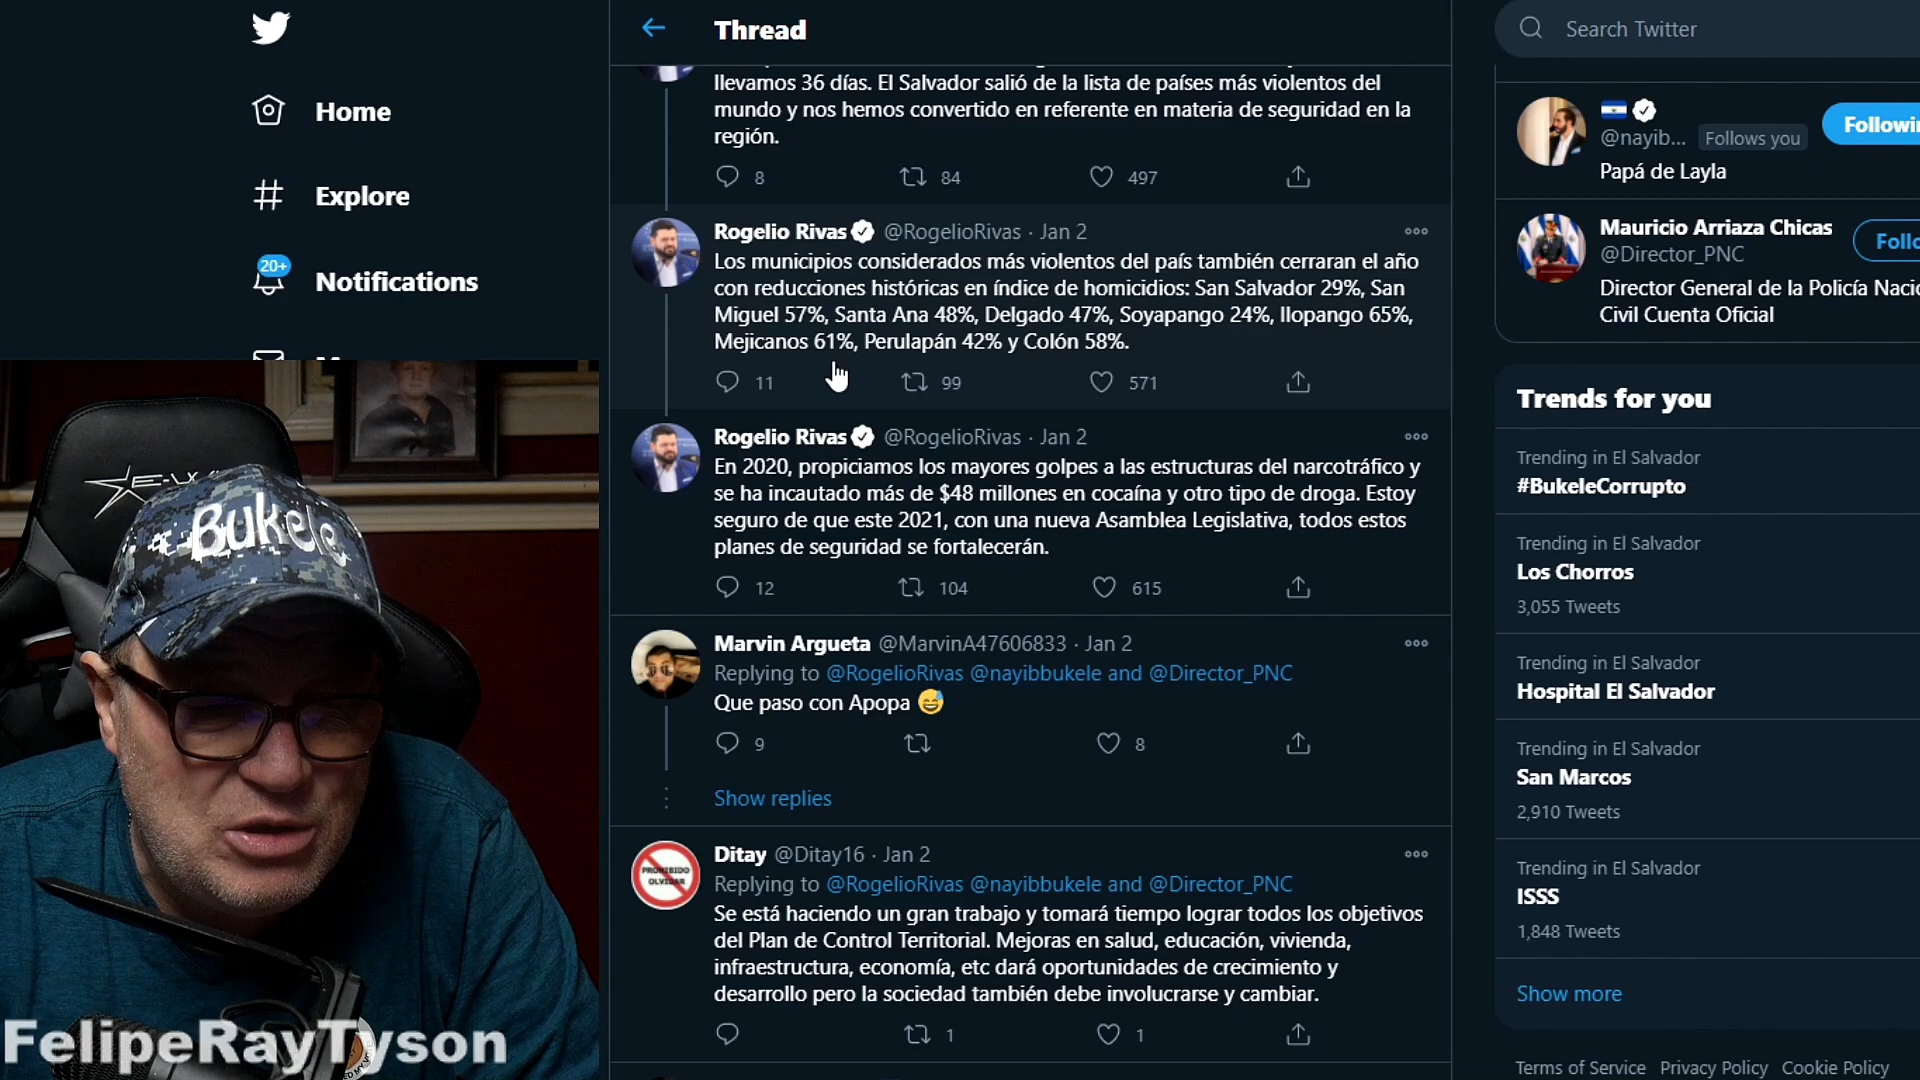 Thread
Search Twitter
Home
Explore
20+
Notifications
llevamos 36 días. El Salvador salió de la lista de países más violentos del
mundo y nos hemos convertido en referente en materia de seguridad en la
región.
8 84 497
Rogelio Rivas @RogelioRivas · Jan 2
Los municipios considerados más violentos del país también cerraran el año
con reducciones históricas en índice de homicidios: San Salvador 29%, San
Miguel 57%, Santa Ana 48%, Delgado 47%, Soyapango 24%, Ilopango 65%,
Mejicanos 61%, Perulapán 42% y Colón 58%.
11 99 571
Rogelio Rivas @RogelioRivas · Jan 2
En 2020, propiciamos los mayores golpes a las estructuras del narcotráfico y
se ha incautado más de $48 millones en cocaína y otro tipo de droga. Estoy
seguro de que este 2021, con una nueva Asamblea Legislativa, todos estos
planes de seguridad se fortalecerán.
12 104 615
Marvin Argueta @MarvinA47606833 · Jan 2
Replying to @RogelioRivas @nayibbukele and @Director_PNC
Que paso con Apopa 😅
9 8
Show replies
Ditay @Ditay16 · Jan 2
Replying to @RogelioRivas @nayibbukele and @Director_PNC
Se está haciendo un gran trabajo y tomará tiempo lograr todos los objetivos
del Plan de Control Territorial. Mejoras en salud, educación, vivienda,
infraestructura, economía, etc dará oportunidades de crecimiento y
desarrollo pero la sociedad también debe involucrarse y cambiar.
1 1
PROHIBIDO
OLVIDAR
@nayib... Follows you
Followin
Papá de Layla
Mauricio Arriaza Chicas
@Director_PNC
Follo
Director General de la Policía Nacio
Civil Cuenta Oficial
Trends for you
Trending in El Salvador
#BukeleCorrupto
Trending in El Salvador
Los Chorros
3,055 Tweets
Trending in El Salvador
Hospital El Salvador
Trending in El Salvador
San Marcos
2,910 Tweets
Trending in El Salvador
ISSS
1,848 Tweets
Show more
Terms of Service Privacy Policy Cookie Policy
Bukele
FelipeRayTyson